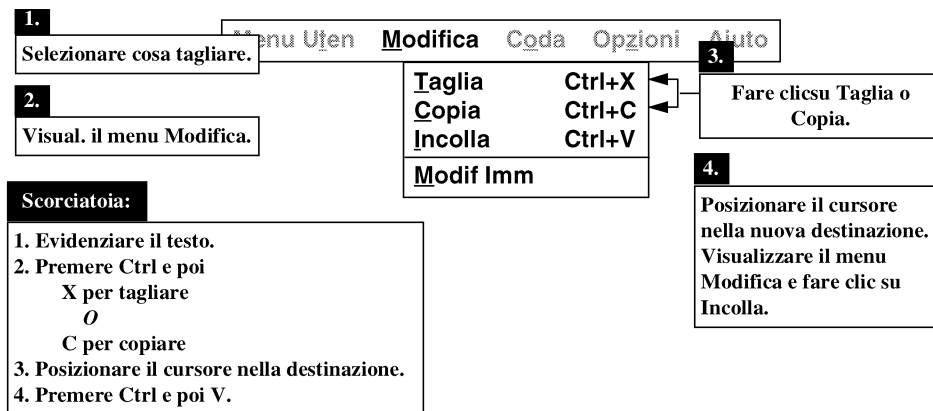 1.
Selezionare cosa tagliare.
Menu Uten Modifica Coda Opzioni Aiuto
2.
Visual. il menu Modifica.
Taglia Ctrl+X
Copia Ctrl+C
Incolla Ctrl+V
Modif Imm
3.
Fare clicsu Taglia o
Copia.
4.
Posizionare il cursore
nella nuova destinazione.
Visualizzare il menu
Modifica e fare clic su
Incolla.
Scorciatoia:
1. Evidenziare il testo.
2. Premere Ctrl e poi
X per tagliare
O
C per copiare
3. Posizionare il cursore nella destinazione.
4. Premere Ctrl e poi V.